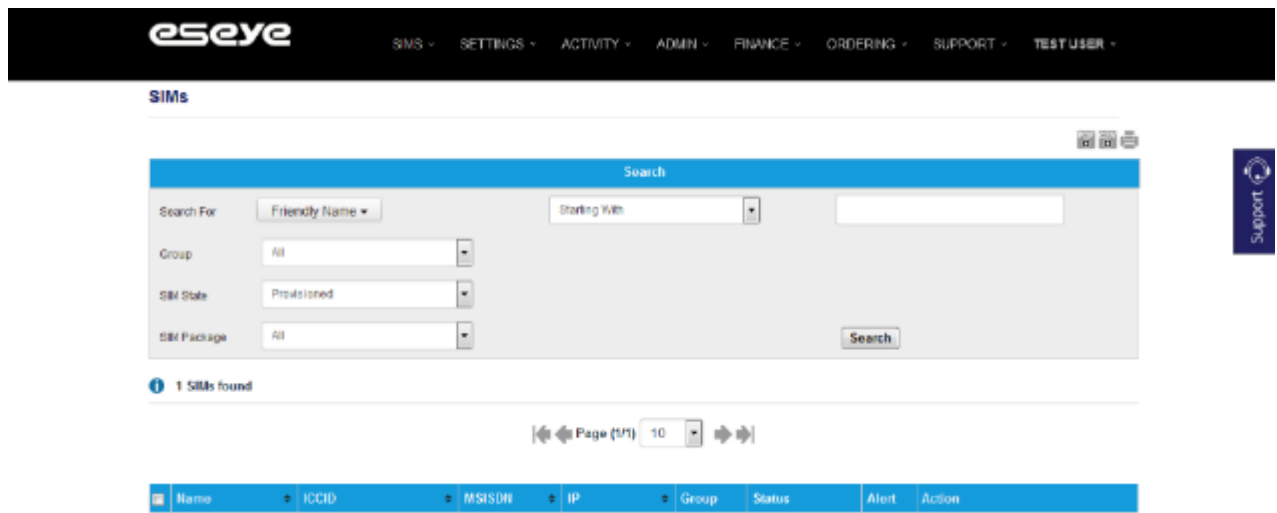 eseye
SIMS SETTINGS ACTIVITY ADMIN FINANCE ORDERING SUPPORT TEST USER
SIMs
Search
Search For Friendly Name Starting With
Group All
SIM State Provisioned
SIM Package All Search
1 SIMs found
Page (1/1) 10
Name ICCID MSISDN IP Group Status Alert Action
Support